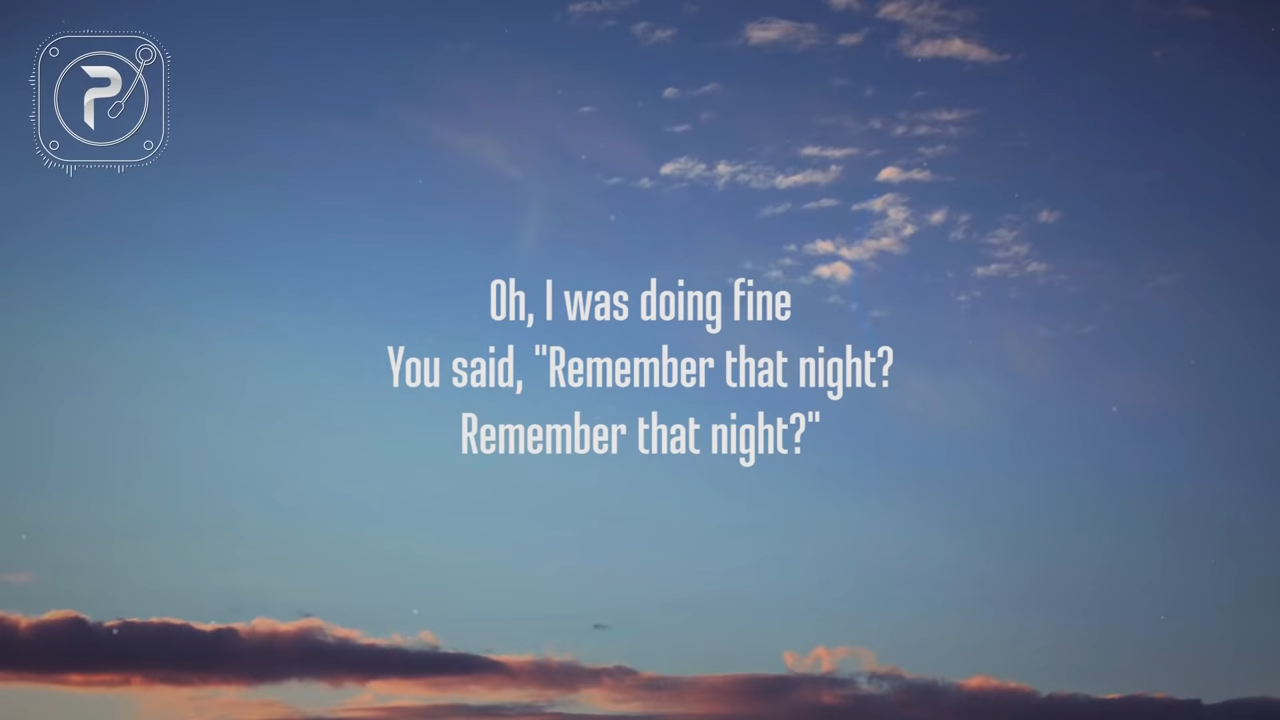 P
Oh, I was doing fine
You said, "Remember that night?
Remember that night?"